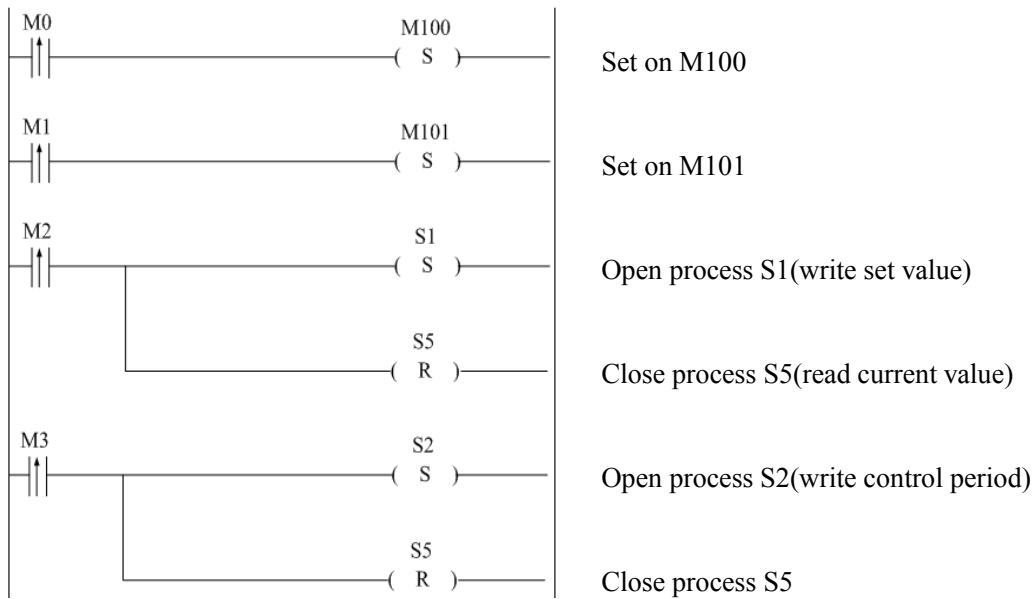 M0
M100
( S )
Set on M100
M1
M101
( S )
Set on M101
M2
S1
( S )
Open process S1(write set value)
S5
( R )
Close process S5(read current value)
M3
S2
( S )
Open process S2(write control period)
S5
( R )
Close process S5